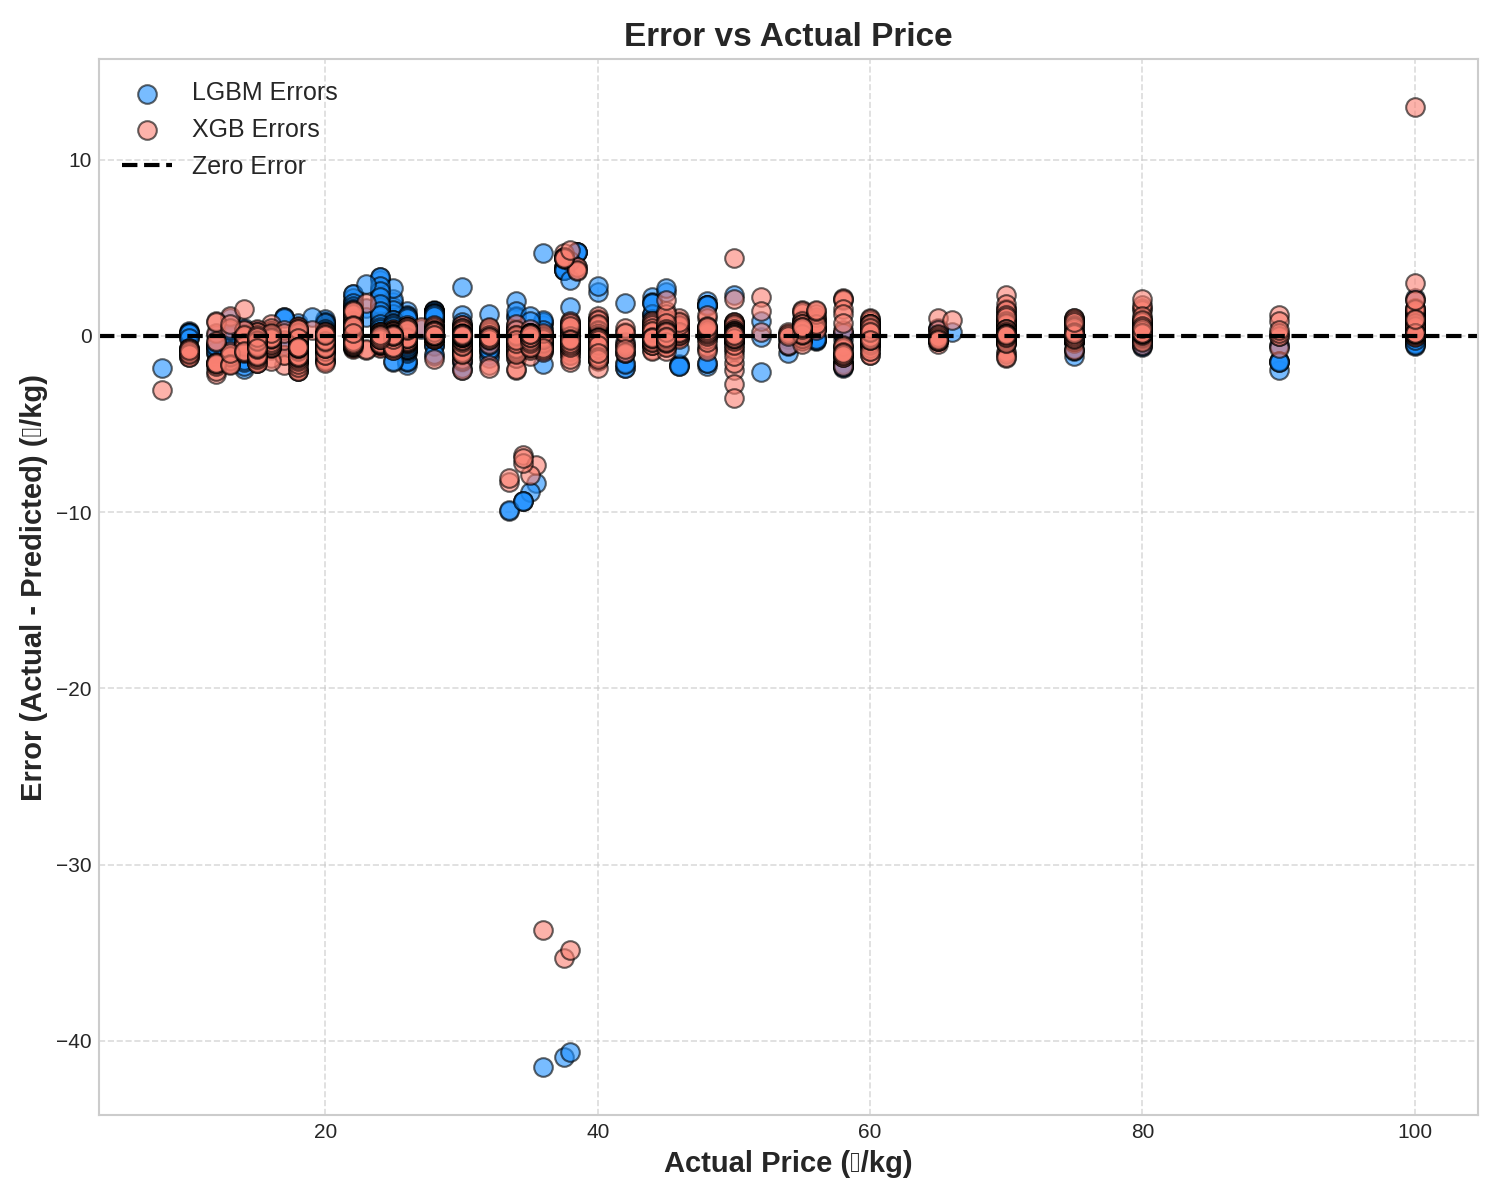 Error vs Actual Price
LGBM Errors
XGB Errors
Zero Error
Error (Actual - Predicted) (▯/kg)
10
0
−10
−20
−30
−40
20
40
60
80
100
Actual Price (▯/kg)